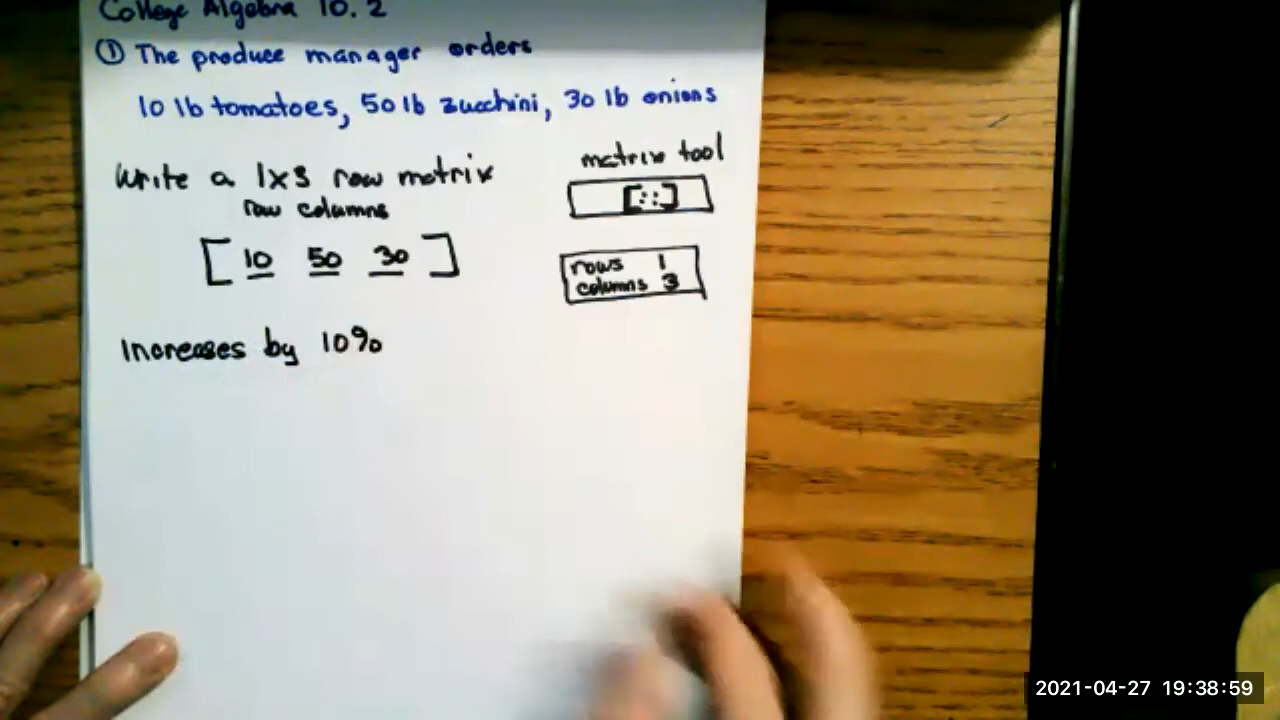 College Algebra 10.2
① The produce manager orders
10 lb tomatoes, 50 lb zucchini, 30 lb onions
Write a 1x3 row matrix
row columns
[ 10 50 30 ]
matrix tool
[::]
rows 1
columns 3
Increases by 10%
2021-04-27 19:38:59